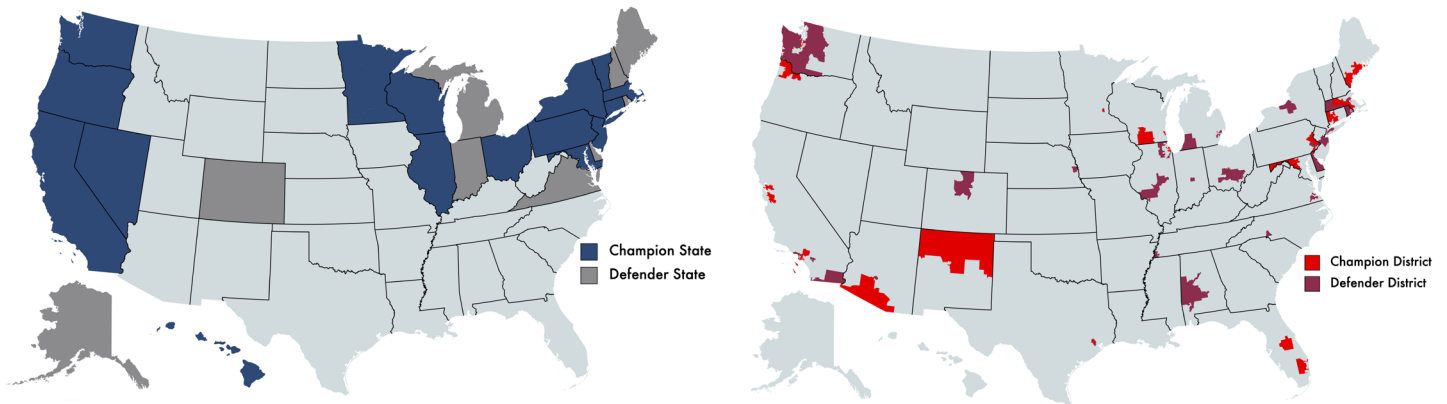 Champion State
Defender State
Champion District
Defender District